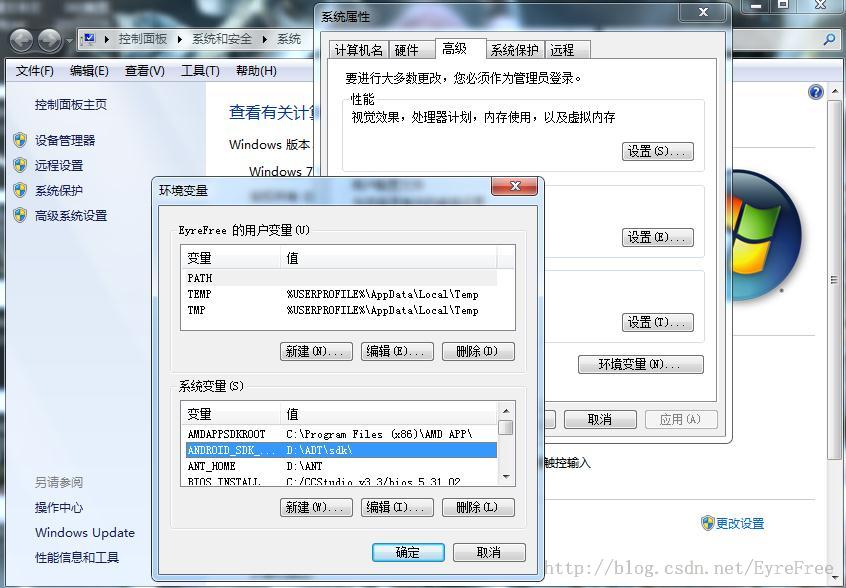 系统属性
控制面板 ▶ 系统和安全 ▶ 系统
文件(F) 编辑(E) 查看(V) 工具(T) 帮助(H)
控制面板主页
设备管理器
远程设置
系统保护
高级系统设置
另请参阅
操作中心
Windows Update
性能信息和工具
查看有关计
Windows 版本
Windows 7
计算机名 硬件 高级 系统保护 远程
要进行大多数更改，您必须作为管理员登录。
性能
视觉效果，处理器计划，内存使用，以及虚拟内存
设置(S)...
设置(E)...
设置(T)...
环境变量(N)...
取消 应用(A)
触控输入
更改设置
环境变量
EyreFree 的用户变量(U)
变量 值
PATH
TEMP %USERPROFILE%\AppData\Local\Temp
TMP %USERPROFILE%\AppData\Local\Temp
新建(N)... 编辑(E)... 删除(D)
系统变量(S)
变量 值
AMDAPPSDKROOT C:\Program Files (x86)\AMD APP\
ANDROID_SDK_... D:\ADT\sdk\
ANT_HOME D:\ANT
BIOS_INSTALL C:/CCStudio_v3.3/bios_5_31_02
新建(W)... 编辑(I)... 删除(L)
确定 取消
http://blog.csdn.net/EyreFree